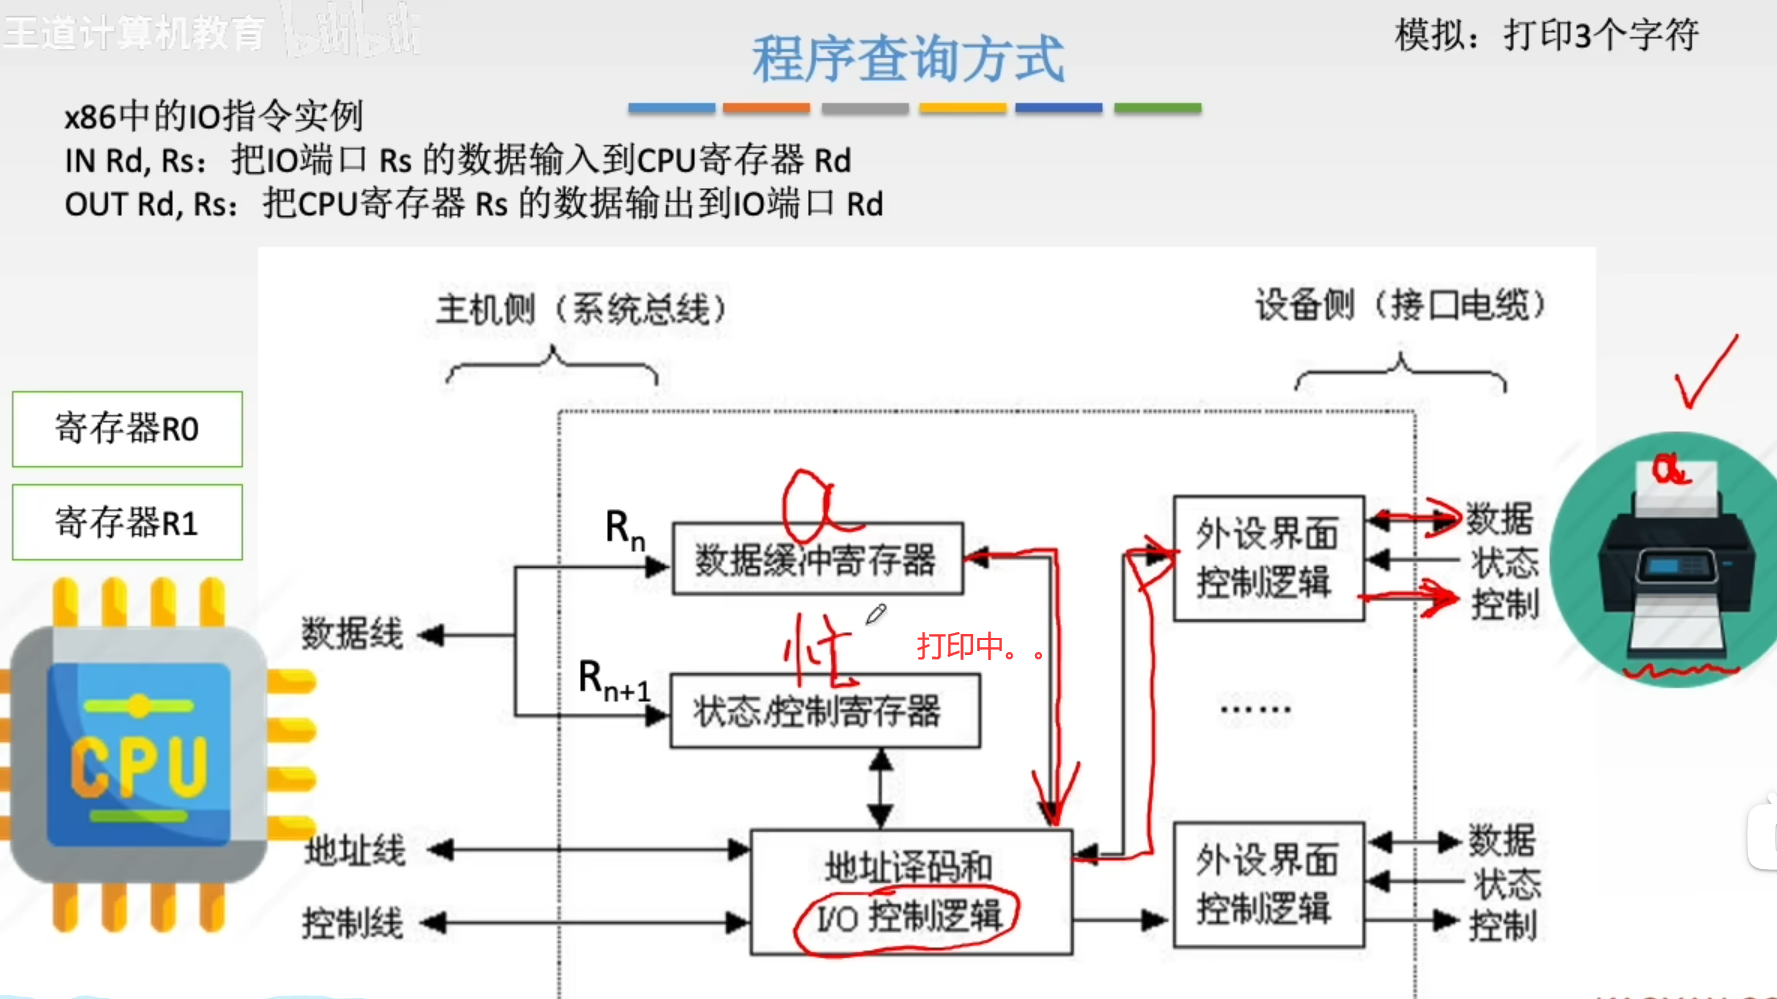 王道计算机教育 bilibili
模拟：打印3个字符
程序查询方式
x86中的IO指令实例
IN Rd, Rs：把IO端口 Rs 的数据输入到CPU寄存器 Rd
OUT Rd, Rs：把CPU寄存器 Rs 的数据输出到IO端口 Rd
主机侧（系统总线）
设备侧（接口电缆）
寄存器R0
寄存器R1
CPU
数据线
地址线
控制线
a
Rn
数据缓冲寄存器
忙
打印中。。
Rn+1
状态/控制寄存器
地址译码和
I/O 控制逻辑
外设界面
控制逻辑
数据
状态
控制
a
······
外设界面
控制逻辑
数据
状态
控制